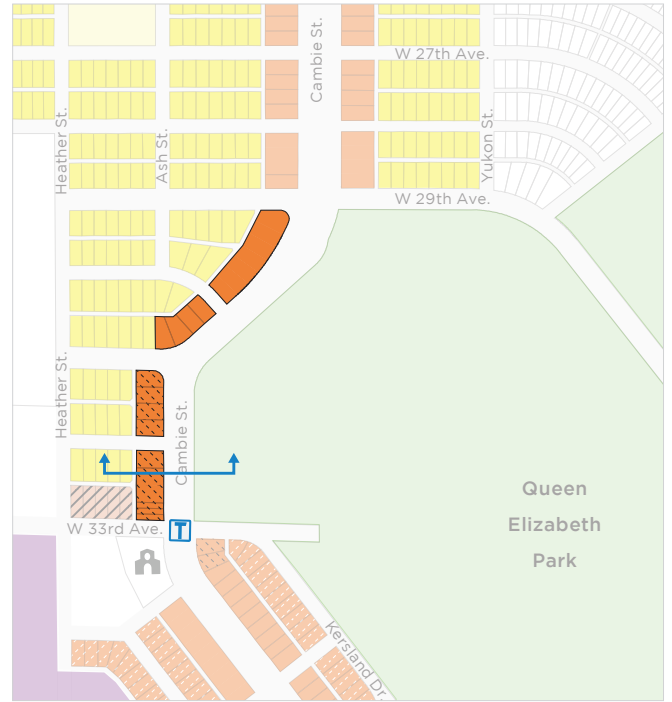 Cambie St.
W 27th Ave.
Heather St.
Ash St.
Yukon St.
W 29th Ave.
Heather St.
Cambie St.
Queen
Elizabeth
Park
W 33rd Ave.
T
Kersland Dr.